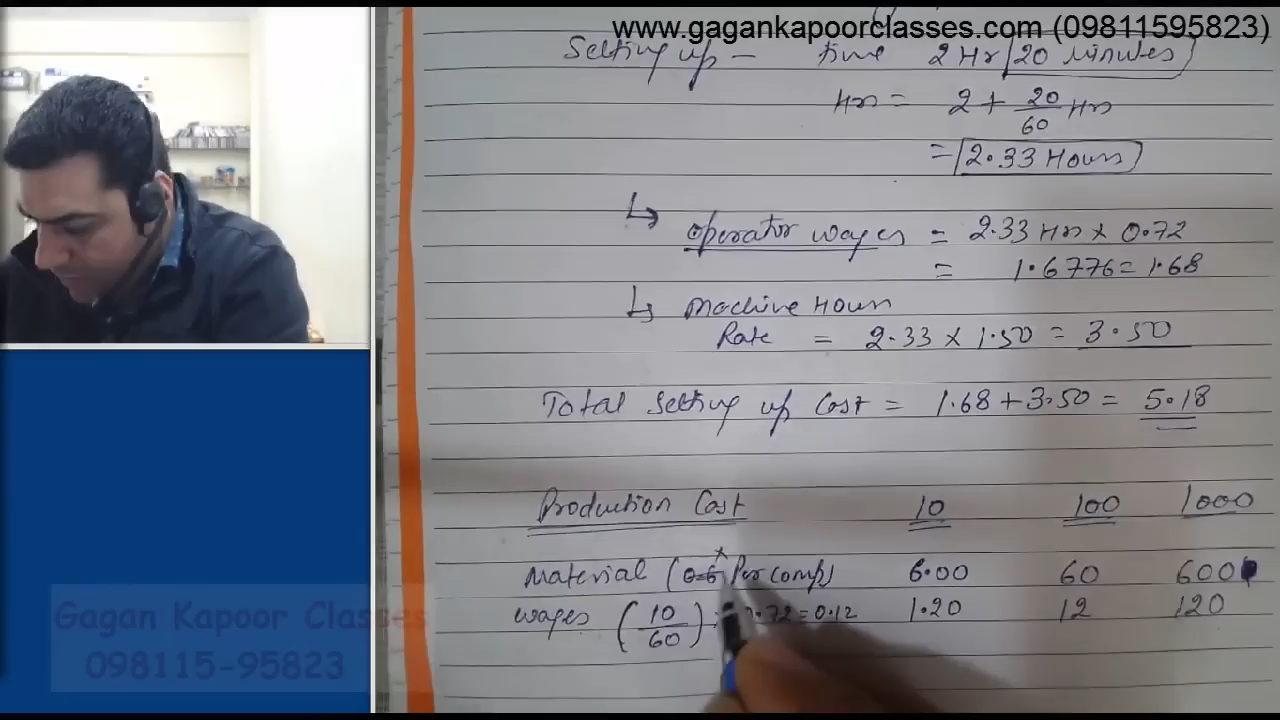 www.gagankapoorclasses.com (09811595823)
Setting up - time 2 Hr 20 minutes
Hrs = 2 + 20/60 Hrs
= 2.33 Hours
↳ operator wages = 2.33 Hrs × 0.72
= 1.6776 = 1.68
↳ machine Hour
Rate = 2.33 × 1.50 = 3.50
Total Setting up Cost = 1.68 + 3.50 = 5.18
Production Cost 10 100 1000
Material (0.6 Per comp) 6.00 60 600
wages (10/60) .72 = 0.12 1.20 12 120
Gagan Kapoor Classes
098115-95823